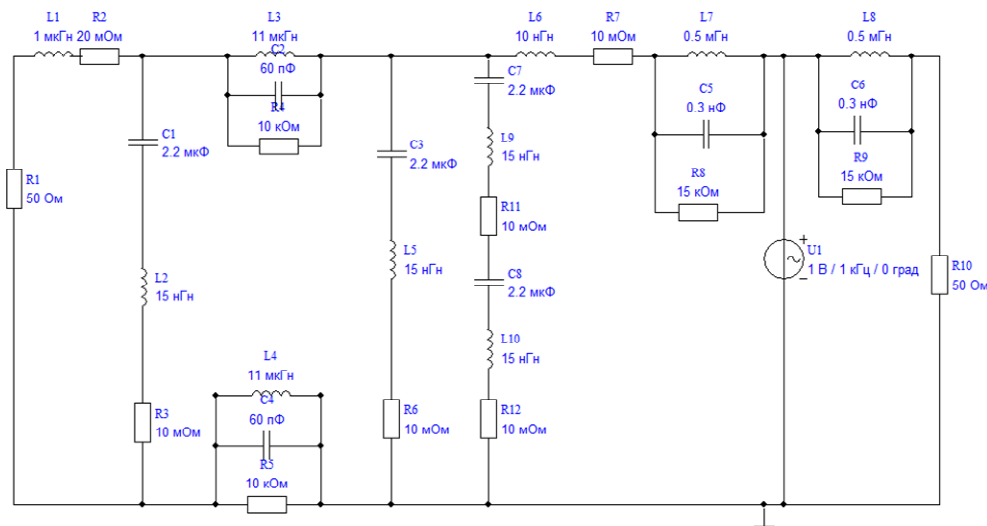 L1
1 мкГн
R2
20 мОм
L3
11 мкГн
C2
60 пФ
R4
10 кОм
L6
10 нГн
R7
10 мОм
L7
0.5 мГн
L8
0.5 мГн
C7
2.2 мкФ
C5
0.3 нФ
C6
0.3 нФ
C1
2.2 мкФ
C3
2.2 мкФ
L9
15 нГн
R9
15 кОм
R8
15 кОм
R1
50 Ом
R11
10 мОм
L5
15 нГн
U1
1 В / 1 кГц / 0 град
R10
50 Ом
L2
15 нГн
C8
2.2 мкФ
L10
15 нГн
L4
11 мкГн
C4
60 пФ
R5
10 кОм
R3
10 мОм
R6
10 мОм
R12
10 мОм